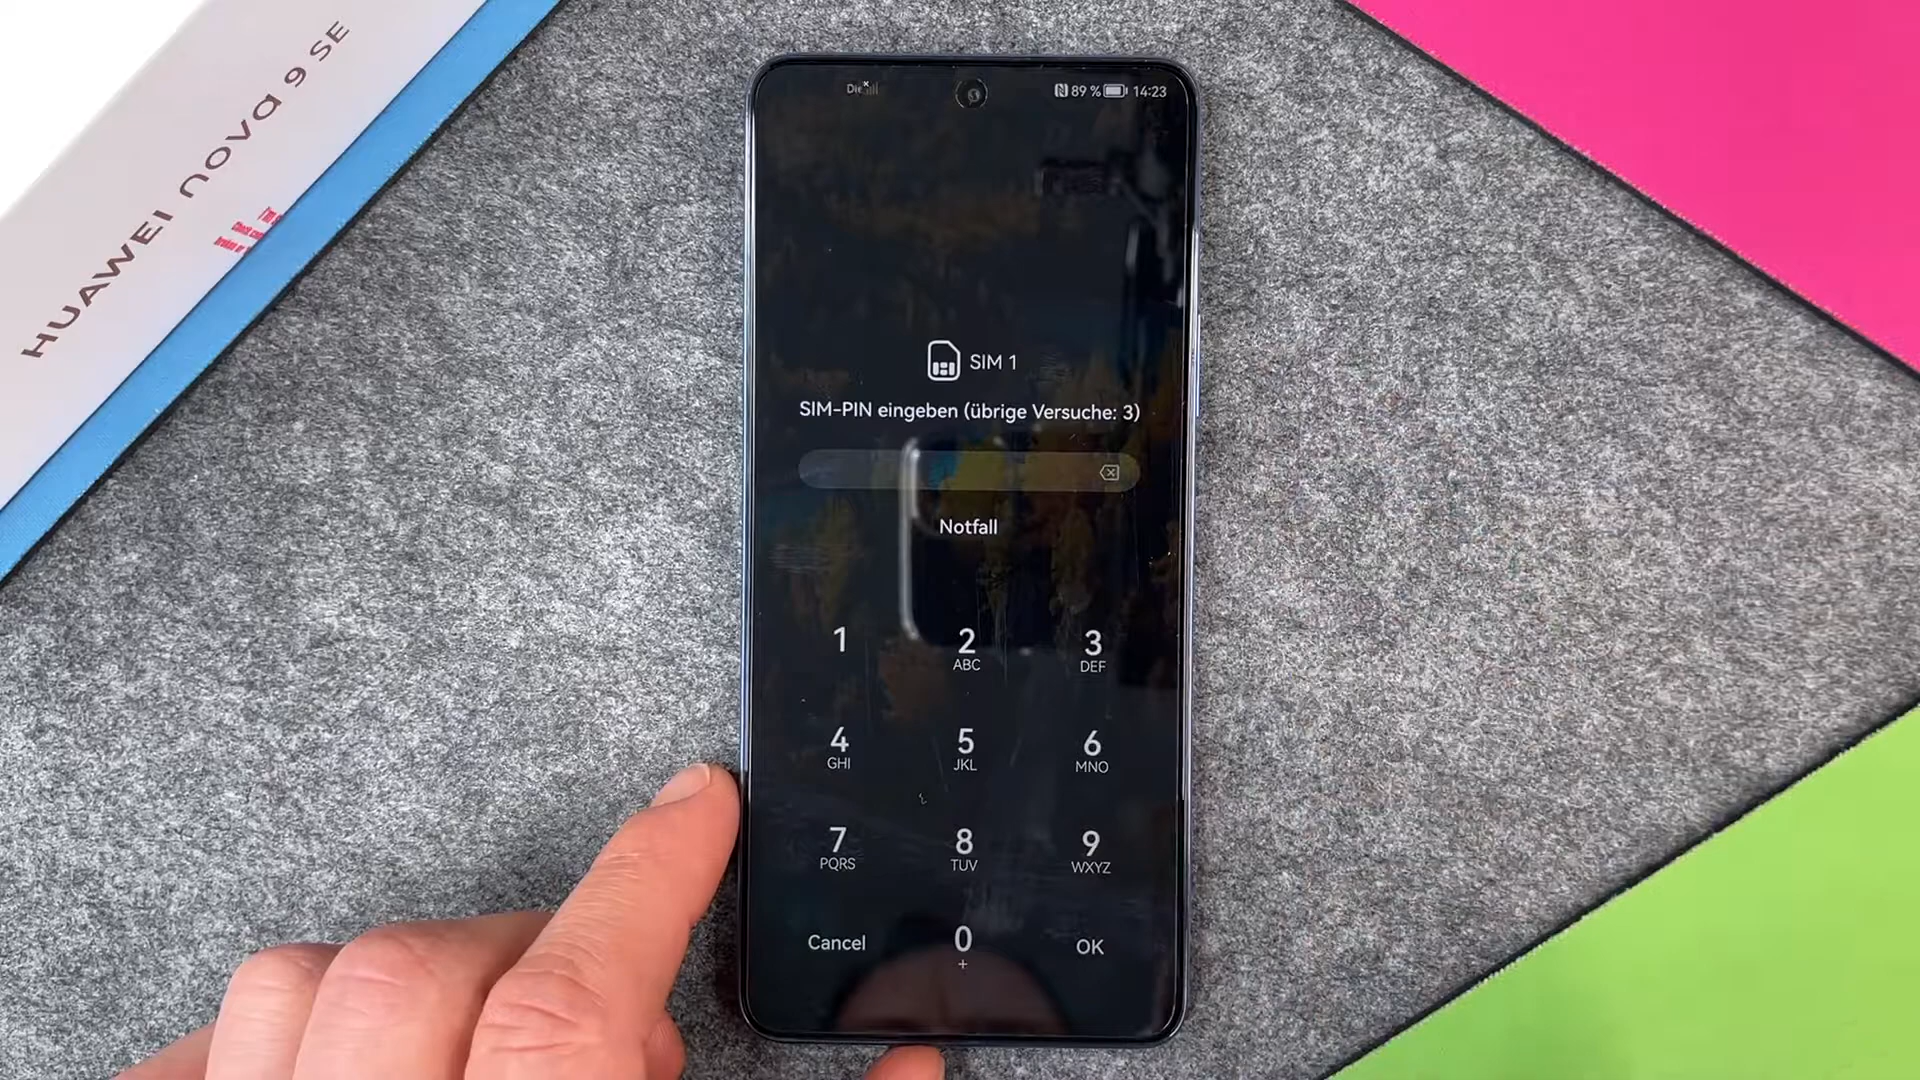 HUAWEI nova 9 SE
89 % 14:23
SIM 1
SIM-PIN eingeben (übrige Versuche: 3)
Notfall
1
2
ABC
3
DEF
4
GHI
5
JKL
6
MNO
7
PQRS
8
TUV
9
WXYZ
Cancel
0
+
OK